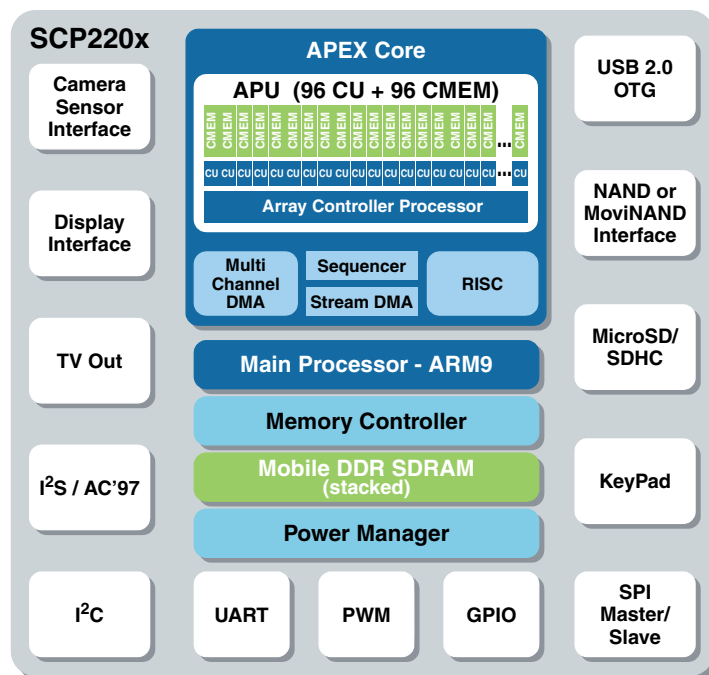 SCP220x
Camera
Sensor
Interface
Display
Interface
TV Out
I²S / AC’97
I²C
APEX Core
APU (96 CU + 96 CMEM)
CMEM CMEM CMEM CMEM CMEM CMEM CMEM CMEM CMEM CMEM CMEM CMEM CMEM CMEM CMEM CMEM CMEM CMEM ... CMEM
CU CU CU CU CU CU CU CU CU CU CU CU CU CU CU CU CU CU ... CU
Array Controller Processor
Multi
Channel
DMA
Sequencer
Stream DMA
RISC
Main Processor - ARM9
Memory Controller
Mobile DDR SDRAM
(stacked)
Power Manager
UART
PWM
GPIO
USB 2.0
OTG
NAND or
MoviNAND
Interface
MicroSD/
SDHC
KeyPad
SPI
Master/
Slave